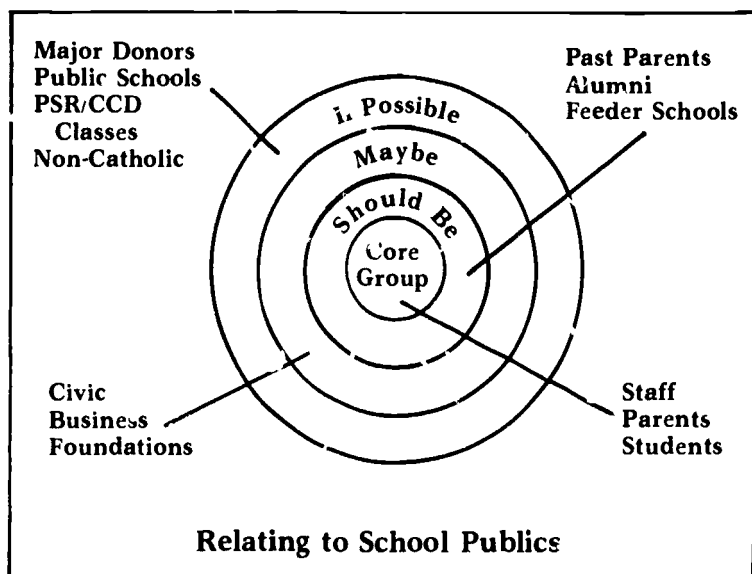 Major Donors
Public Schools
PSR/CCD
Classes
Non-Catholic
Past Parents
Alumni
Feeder Schools
Possible
Maybe
Should Be
Core
Group
Civic
Business
Foundations
Staff
Parents
Students
Relating to School Publics